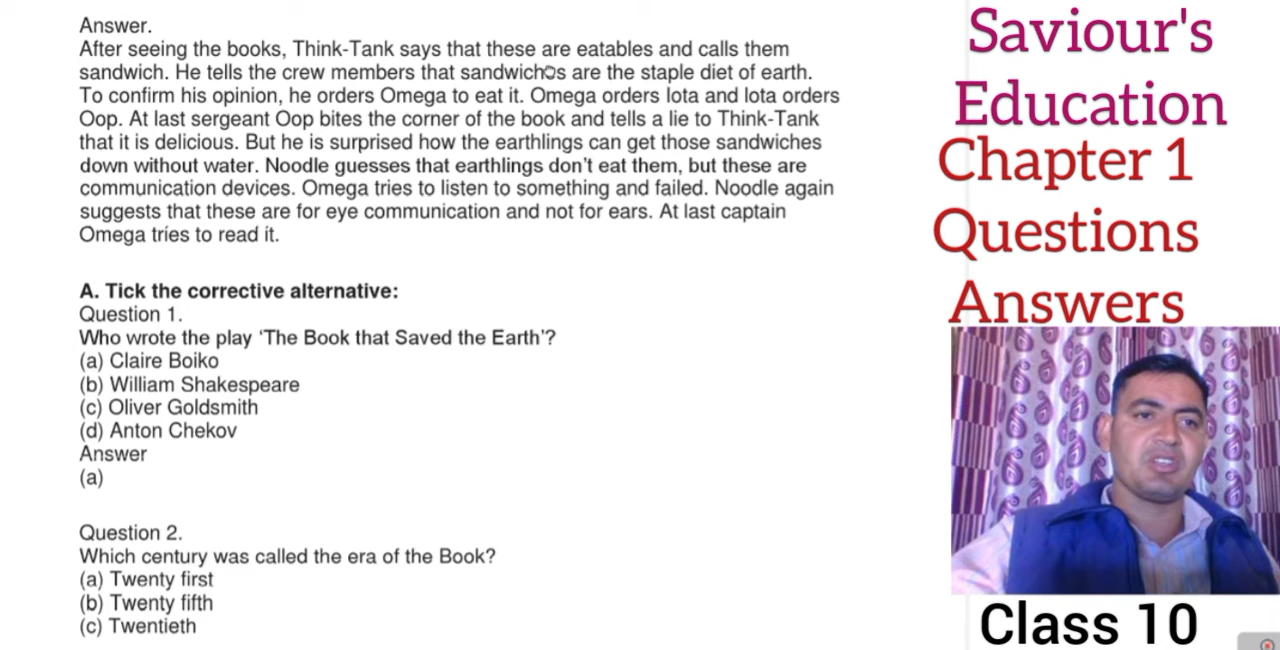 Answer.
After seeing the books, Think-Tank says that these are eatables and calls them
sandwich. He tells the crew members that sandwiches are the staple diet of earth.
To confirm his opinion, he orders Omega to eat it. Omega orders Iota and Iota orders
Oop. At last sergeant Oop bites the corner of the book and tells a lie to Think-Tank
that it is delicious. But he is surprised how the earthlings can get those sandwiches
down without water. Noodle guesses that earthlings don't eat them, but these are
communication devices. Omega tries to listen to something and failed. Noodle again
suggests that these are for eye communication and not for ears. At last captain
Omega tries to read it.
A. Tick the corrective alternative:
Question 1.
Who wrote the play ‘The Book that Saved the Earth’?
(a) Claire Boiko
(b) William Shakespeare
(c) Oliver Goldsmith
(d) Anton Chekov
Answer
(a)
Question 2.
Which century was called the era of the Book?
(a) Twenty first
(b) Twenty fifth
(c) Twentieth
Saviour's
Education
Chapter 1
Questions
Answers
Class 10